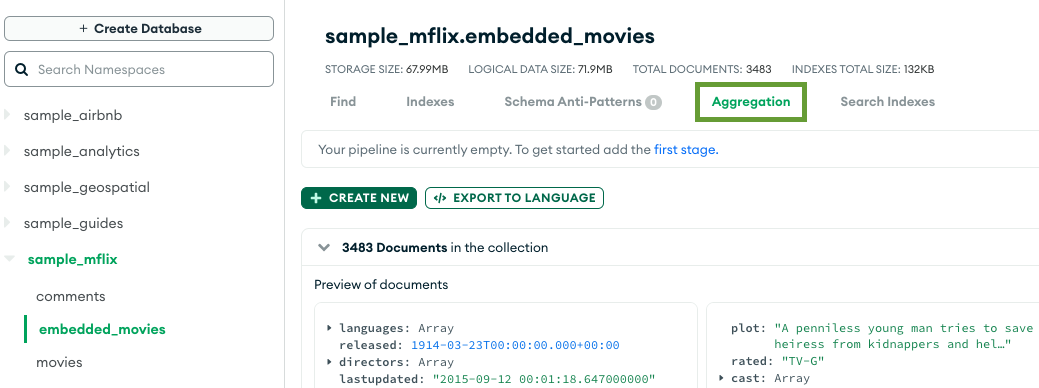 + Create Database
Search Namespaces
sample_airbnb
sample_analytics
sample_geospatial
sample_guides
sample_mflix
comments
embedded_movies
movies
sample_mflix.embedded_movies
STORAGE SIZE: 67.99MB LOGICAL DATA SIZE: 71.9MB TOTAL DOCUMENTS: 3483 INDEXES TOTAL SIZE: 132KB
Find Indexes Schema Anti-Patterns 0 Aggregation Search Indexes
Your pipeline is currently empty. To get started add the first stage.
+ CREATE NEW </> EXPORT TO LANGUAGE
3483 Documents in the collection
Preview of documents
languages: Array
released: 1914-03-23T00:00:00.000+00:00
directors: Array
lastupdated: "2015-09-12 00:01:18.647000000"
plot: "A penniless young man tries to save
heiress from kidnappers and hel…"
rated: "TV-G"
cast: Array